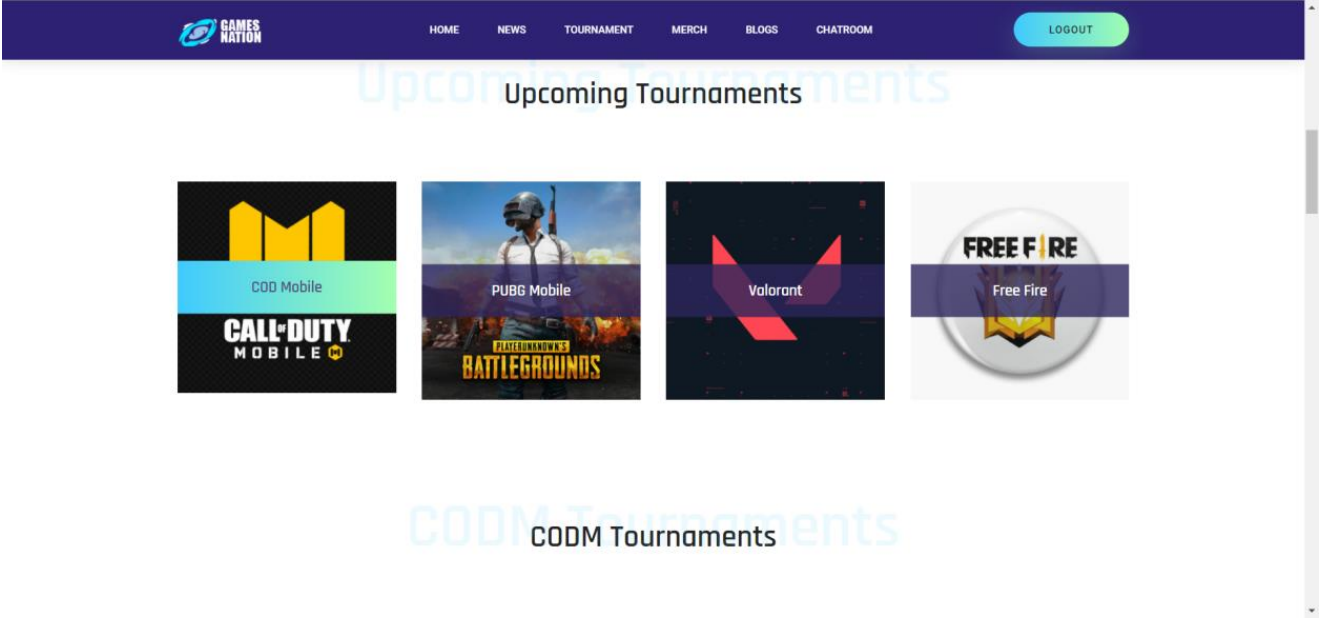 GAMES
NATION
HOME NEWS TOURNAMENT MERCH BLOGS CHATROOM
LOGOUT
Upcoming Tournaments
Upcoming Tournaments
COD Mobile
CALL OF DUTY
MOBILE
PUBG Mobile
PLAYERUNKNOWN'S
BATTLEGROUNDS
Valorant
FREE FIRE
Free Fire
CODM Tournaments
CODM Tournaments